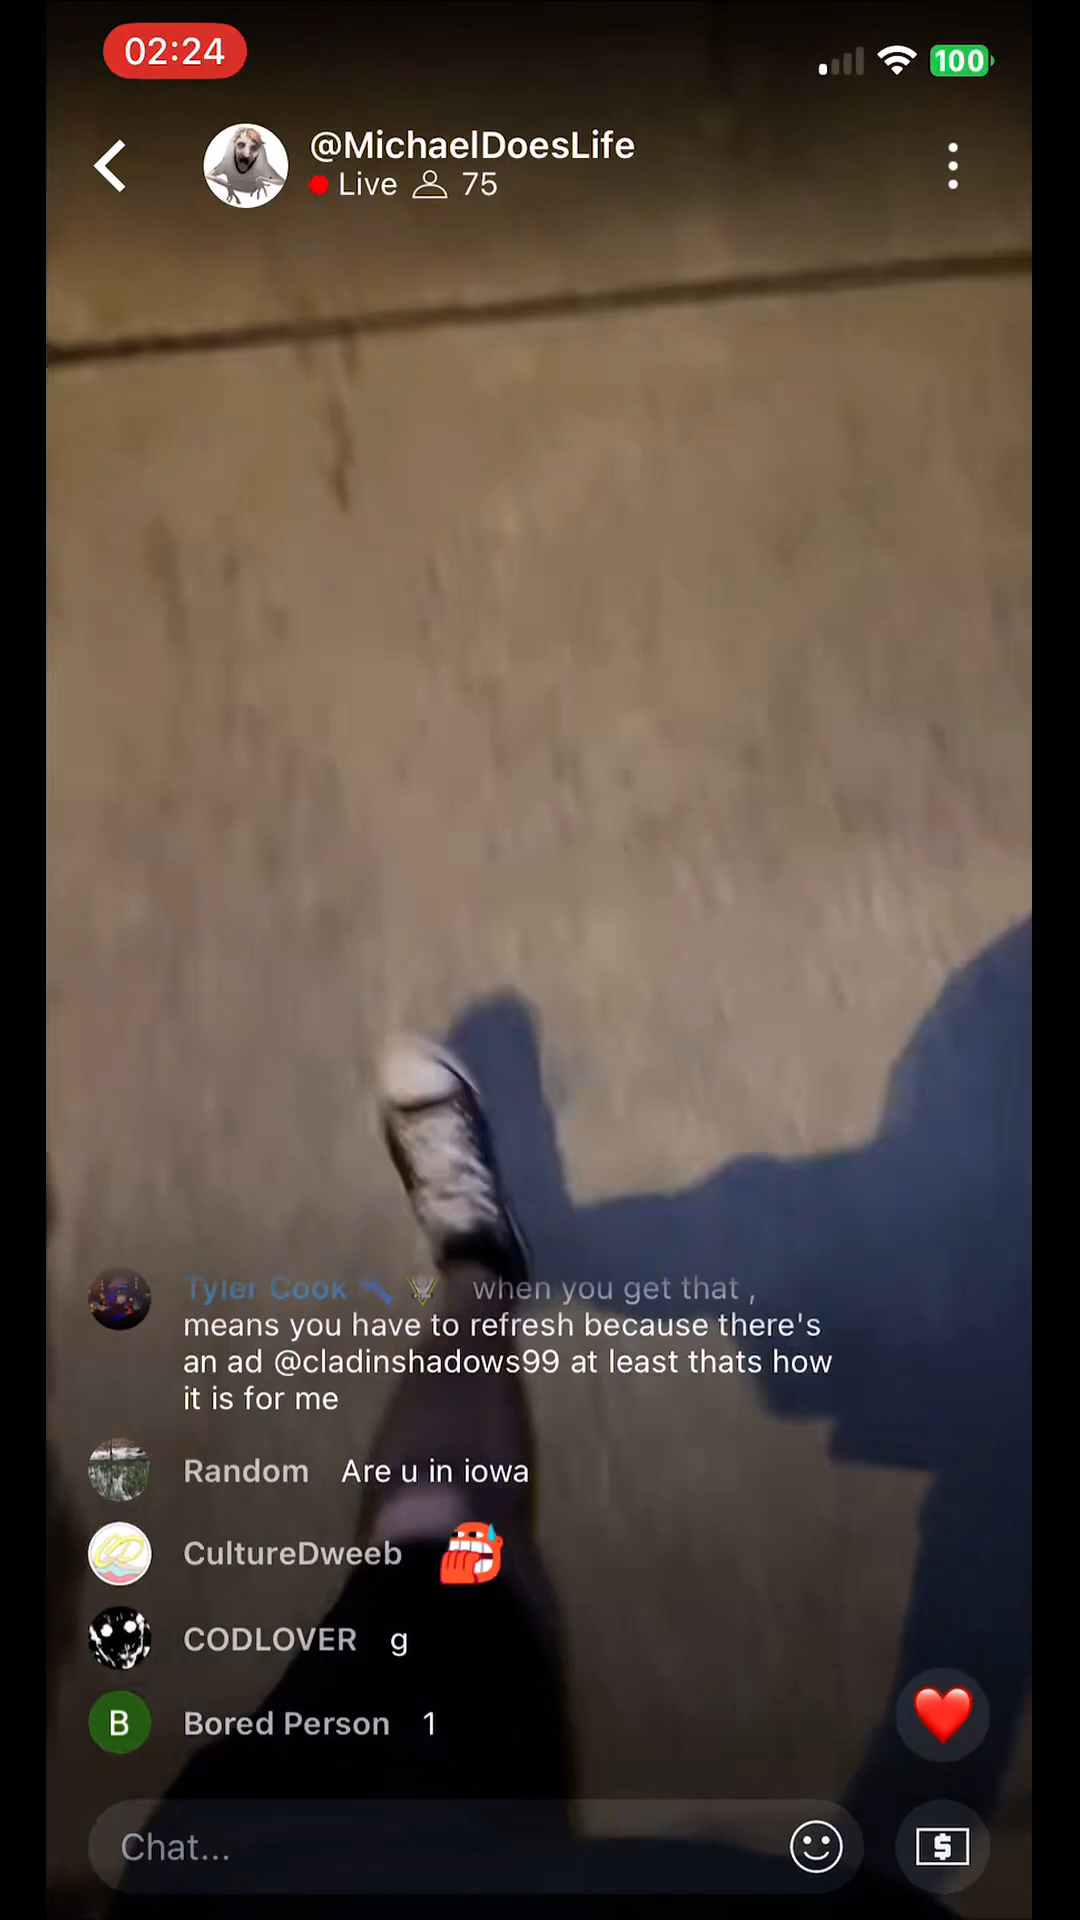 02:24
100
@MichaelDoesLife
Live 75
Tyler Cook when you get that ,
means you have to refresh because there's
an ad @cladinshadows99 at least thats how
it is for me
Random Are u in iowa
CultureDweeb
CD
CODLOVER g
B Bored Person 1
Chat...
$